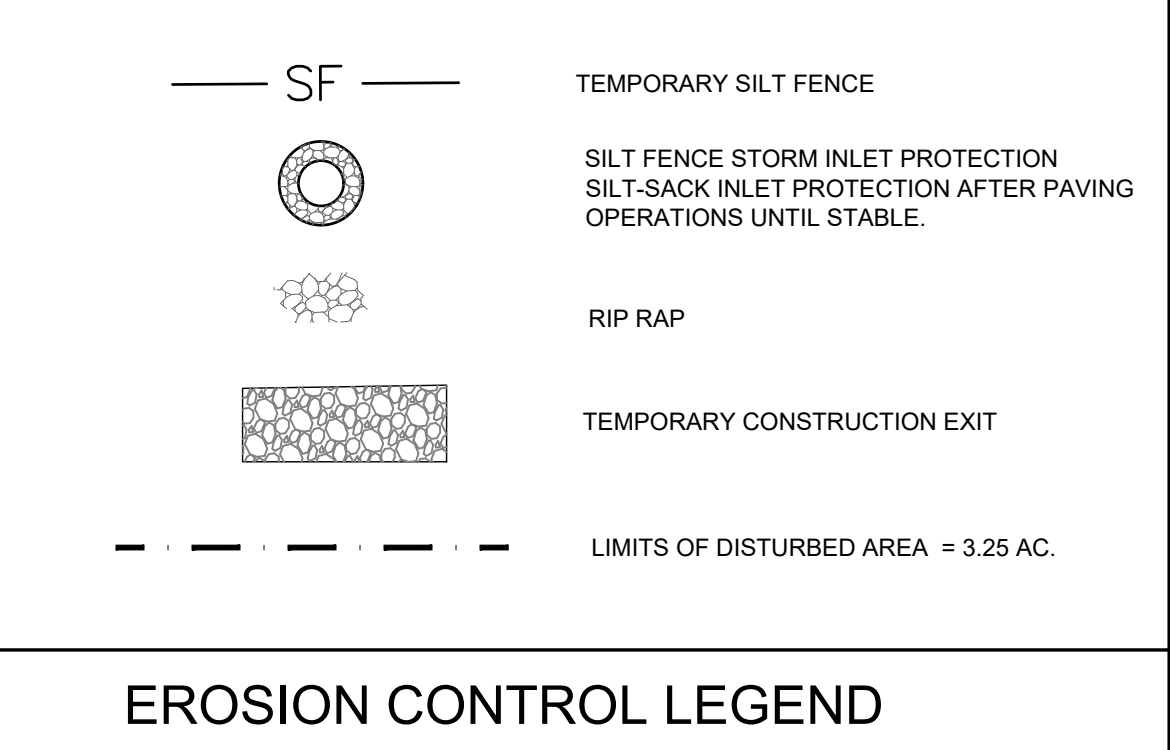 SF
TEMPORARY SILT FENCE
SILT FENCE STORM INLET PROTECTION
SILT-SACK INLET PROTECTION AFTER PAVING
OPERATIONS UNTIL STABLE.
RIP RAP
TEMPORARY CONSTRUCTION EXIT
LIMITS OF DISTURBED AREA = 3.25 AC.
EROSION CONTROL LEGEND